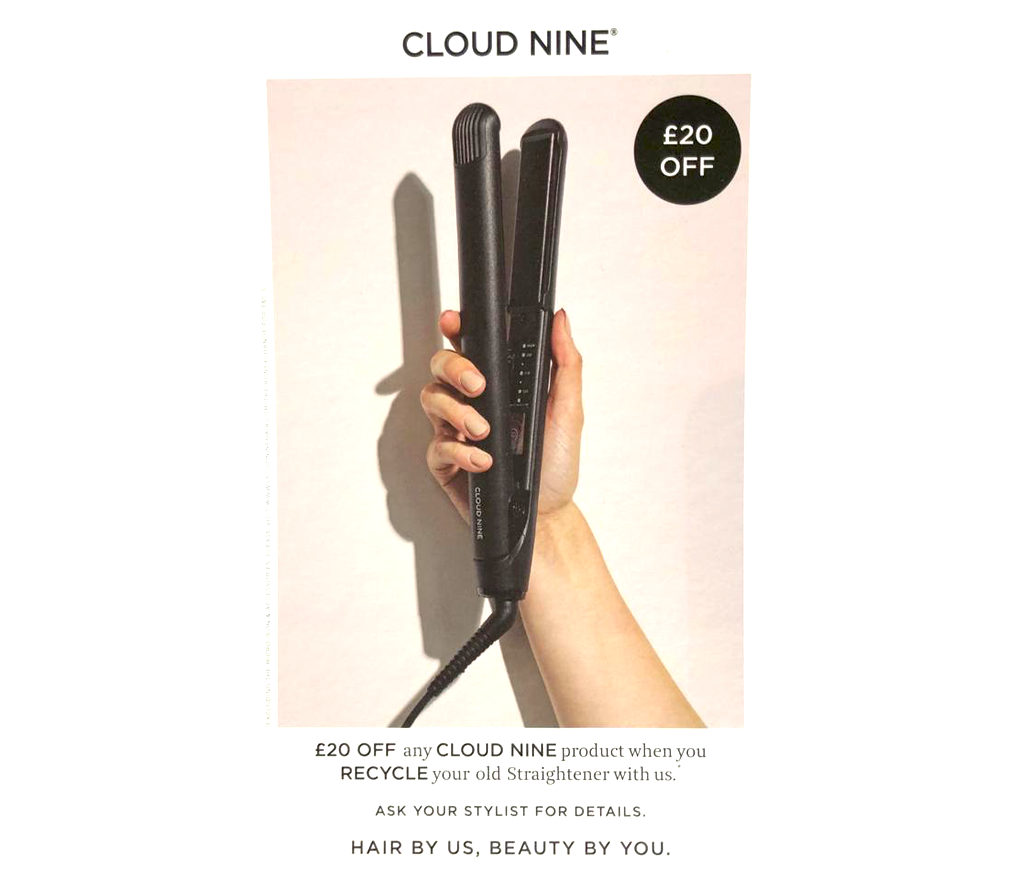 CLOUD NINE®
£20
OFF
CLOUD NINE
£20 OFF any CLOUD NINE product when you
RECYCLE your old Straightener with us.*
ASK YOUR STYLIST FOR DETAILS.
HAIR BY US, BEAUTY BY YOU.